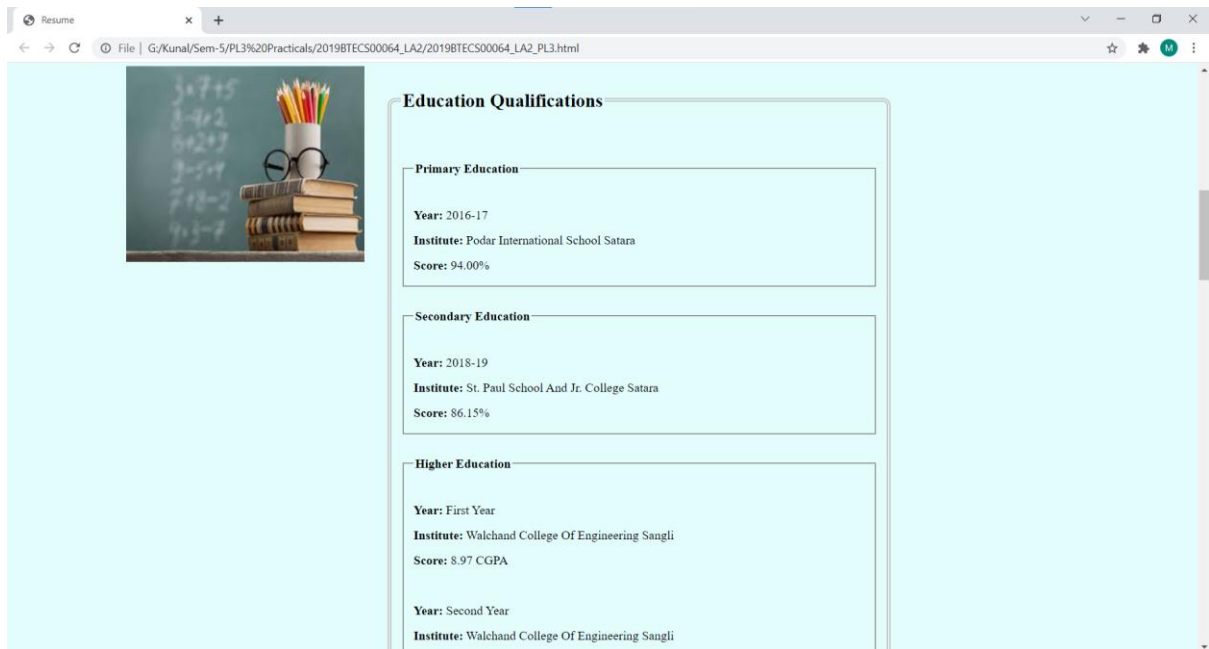 Resume
File | G:/Kunal/Sem-5/PL3%20Practicals/2019BTECS00064_LA2/2019BTECS00064_LA2_PL3.html
M
Education Qualifications
Primary Education
Year: 2016-17
Institute: Podar International School Satara
Score: 94.00%
Secondary Education
Year: 2018-19
Institute: St. Paul School And Jr. College Satara
Score: 86.15%
Higher Education
Year: First Year
Institute: Walchand College Of Engineering Sangli
Score: 8.97 CGPA
Year: Second Year
Institute: Walchand College Of Engineering Sangli